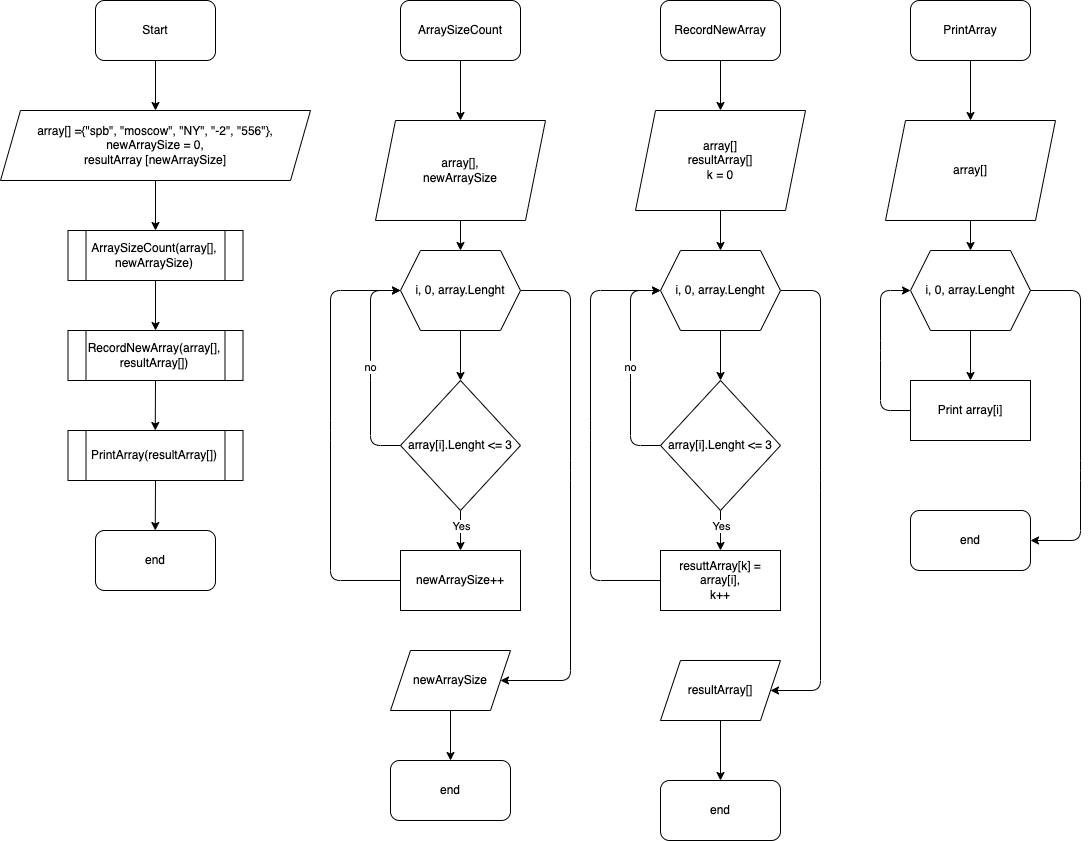 Start
array[] ={"spb", "moscow", "NY", "-2", "556"},
newArraySize = 0,
resultArray [newArraySize]
ArraySizeCount(array[],
newArraySize)
RecordNewArray(array[],
resultArray[])
PrintArray(resultArray[])
end
ArraySizeCount
array[],
newArraySize
i, 0, array.Lenght
no
array[i].Lenght <= 3
Yes
newArraySize++
newArraySize
end
RecordNewArray
array[]
resultArray[]
k = 0
i, 0, array.Lenght
no
array[i].Lenght <= 3
Yes
resuttArray[k] =
array[i],
k++
resultArray[]
end
PrintArray
array[]
i, 0, array.Lenght
Print array[i]
end